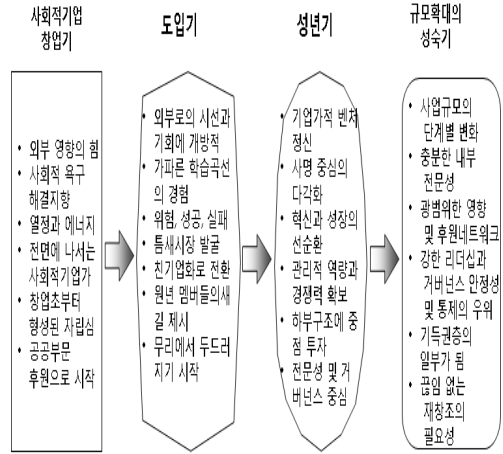 사회적기업
창업기
• 외부 영향의 힘
• 사회적 욕구
해결지향
• 열정과 에너지
• 전면에 나서는
사회적기업가
• 창업초부터
형성된 자립심
• 공공부문
후원으로 시작
도입기
• 외부로의 시선과
기회에 개방적
• 가파른 학습곡선
의 경험
• 위험, 성공, 실패
• 틈새시장 발굴
• 친기업화로 전환
• 원년 멤버들의새
길 제시
• 무리에서 두드러
지기 시작
성년기
• 기업가적 벤처
정신
• 사명 중심의
다각화
• 혁신과 성장의
선순환
• 관리적 역량과
경쟁력 확보
• 하부구조에 중
점 투자
• 전문성 및 거
버넌스 중심
규모확대의
성숙기
• 사업규모의
단계별 변화
• 충분한 내부
전문성
• 광범위한 영향
및 후원네트워크
• 강한 리더십과
거버넌스 안정성
및 통제의 우위
• 기득권층의
일부가 됨
• 끊임 없는
재창조의
필요성